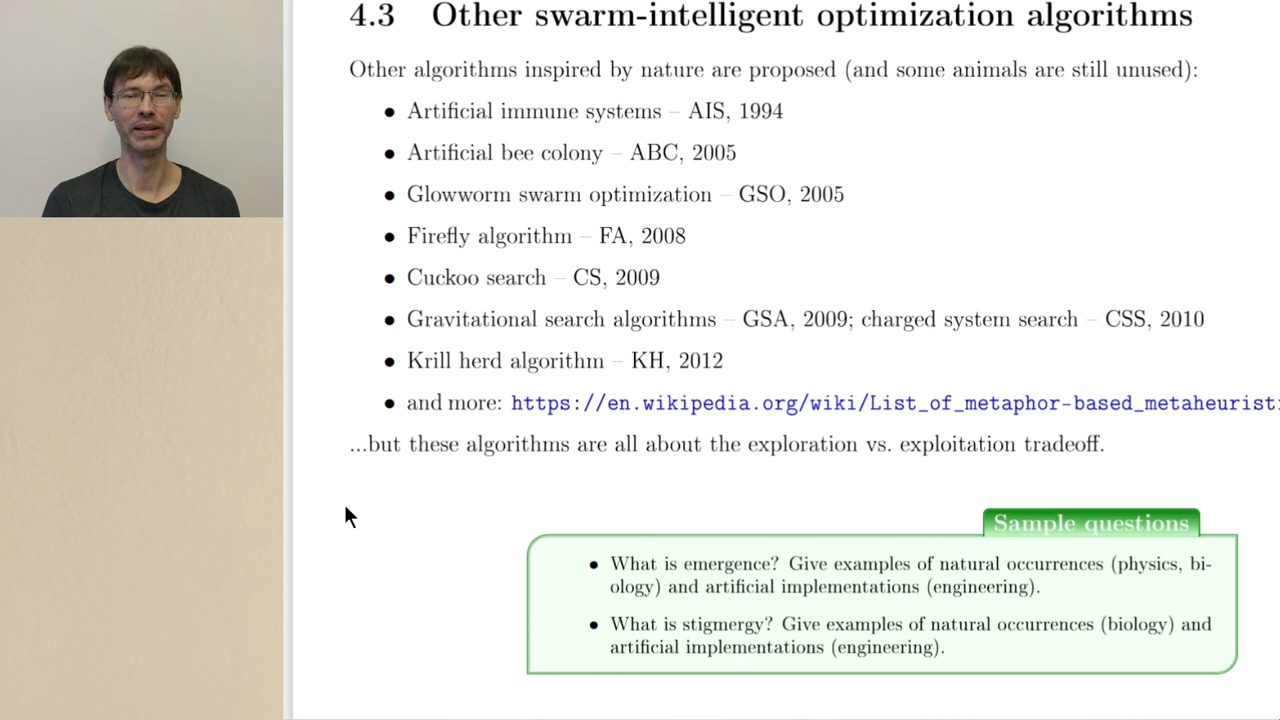 4.3 Other swarm-intelligent optimization algorithms
Other algorithms inspired by nature are proposed (and some animals are still unused):
• Artificial immune systems – AIS, 1994
• Artificial bee colony – ABC, 2005
• Glowworm swarm optimization – GSO, 2005
• Firefly algorithm – FA, 2008
• Cuckoo search – CS, 2009
• Gravitational search algorithms – GSA, 2009; charged system search – CSS, 2010
• Krill herd algorithm – KH, 2012
• and more: https://en.wikipedia.org/wiki/List_of_metaphor-based_metaheurist
...but these algorithms are all about the exploration vs. exploitation tradeoff.
Sample questions
• What is emergence? Give examples of natural occurrences (physics, bi-
ology) and artificial implementations (engineering).
• What is stigmergy? Give examples of natural occurrences (biology) and
artificial implementations (engineering).